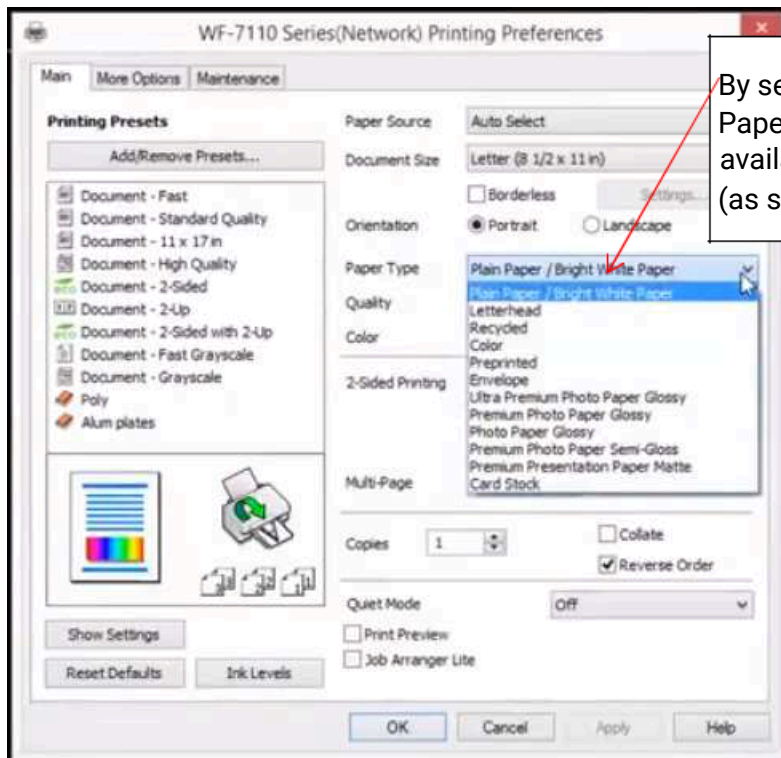 WF-7110 Series(Network) Printing Preferences
Main
More Options
Maintenance
Printing Presets
Add/Remove Presets...
Document - Fast
Document - Standard Quality
Document - 11 x 17 in
Document - High Quality
Document - 2-Sided
Document - 2-Up
Document - 2-Sided with 2-Up
Document - Fast Grayscale
Document - Grayscale
Poly
Alum plates
Show Settings
Reset Defaults
Ink Levels
Paper Source
Auto Select
Document Size
Letter (8 1/2 x 11 in)
Borderless
Settings...
Orientation
Portrait
Landscape
Paper Type
Plain Paper / Bright White Paper
Plain Paper / Bright White Paper
Letterhead
Recycled
Color
Preprinted
Envelope
Ultra Premium Photo Paper Glossy
Premium Photo Paper Glossy
Photo Paper Glossy
Premium Photo Paper Semi-Gloss
Premium Presentation Paper Matte
Card Stock
Quality
Color
2-Sided Printing
Multi-Page
Copies
1
Collate
Reverse Order
Quiet Mode
Off
Print Preview
Job Arranger Lite
OK
Cancel
Apply
Help
By se
Pape
avail
(as s